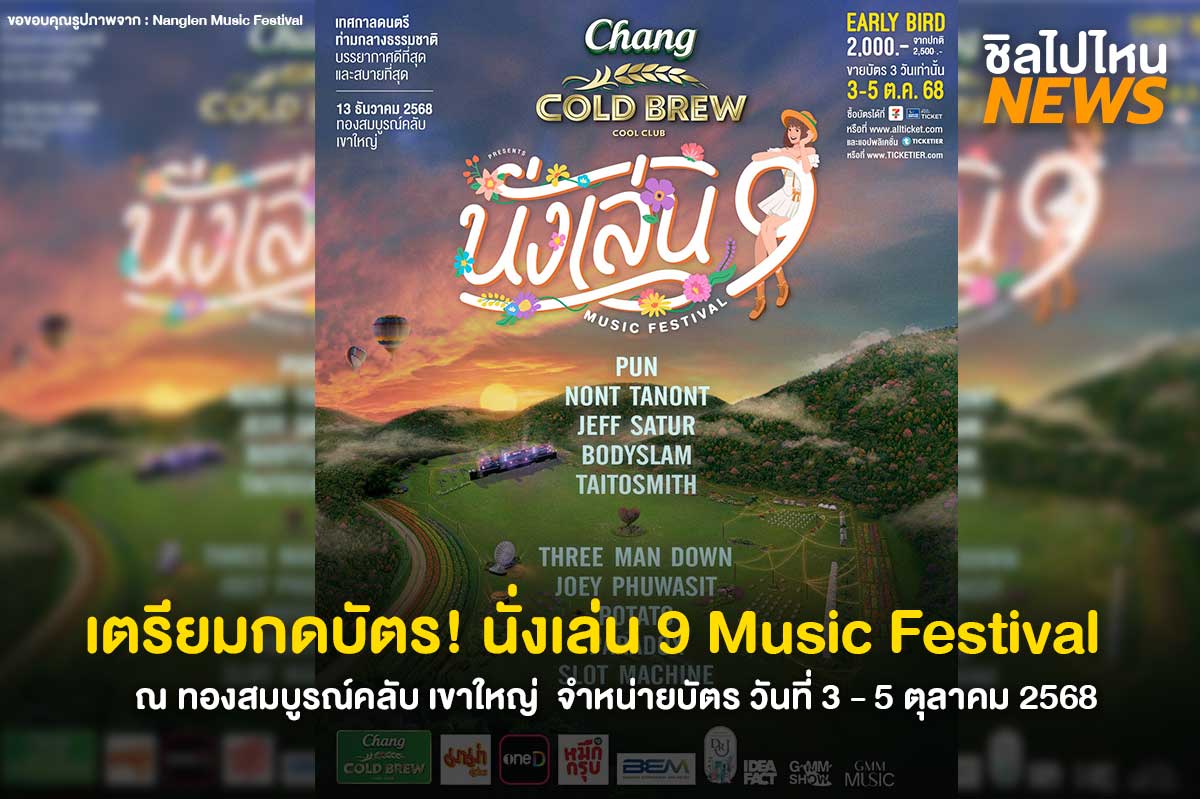 ขอขอบคุณรูปภาพจาก : Nanglen Music Festival
เทศกาลดนตรี
ท่ามกลางธรรมชาติ
บรรยากาศดีที่สุด
และสบายที่สุด
13 ธันวาคม 2568
ทองสมบูรณ์คลับ
เขาใหญ่
Chang
COLD BREW
COOL CLUB
EARLY BIRD
2,000.- จากปกติ 2,500.-
ขายบัตร 3 วันเท่านั้น
3-5 ต.ค. 68
ซื้อบัตรได้ที่ 7 ALL TICKET
หรือที่ www.allticket.com
และแอปพลิเคชั่น TICKETIER
หรือที่ www.TICKETIER.com
ชิลไปไหน
NEWS
PRESENTS
นั่งเล่น 9
MUSIC FESTIVAL
PUN
NONT TANONT
JEFF SATUR
BODYSLAM
TAITOSMITH
THREE MAN DOWN
JOEY PHUWASIT
POTATO
SLOT MACHINE
เตรียมกดบัตร! นั่งเล่น 9 Music Festival
ณ ทองสมบูรณ์คลับ เขาใหญ่ จำหน่ายบัตร วันที่ 3 - 5 ตุลาคม 2568
Chang
COLD BREW
มาม่า
oneD
หมึกกรุบ
BEM
IDEA FACT
GMM SHOW
GMM MUSIC